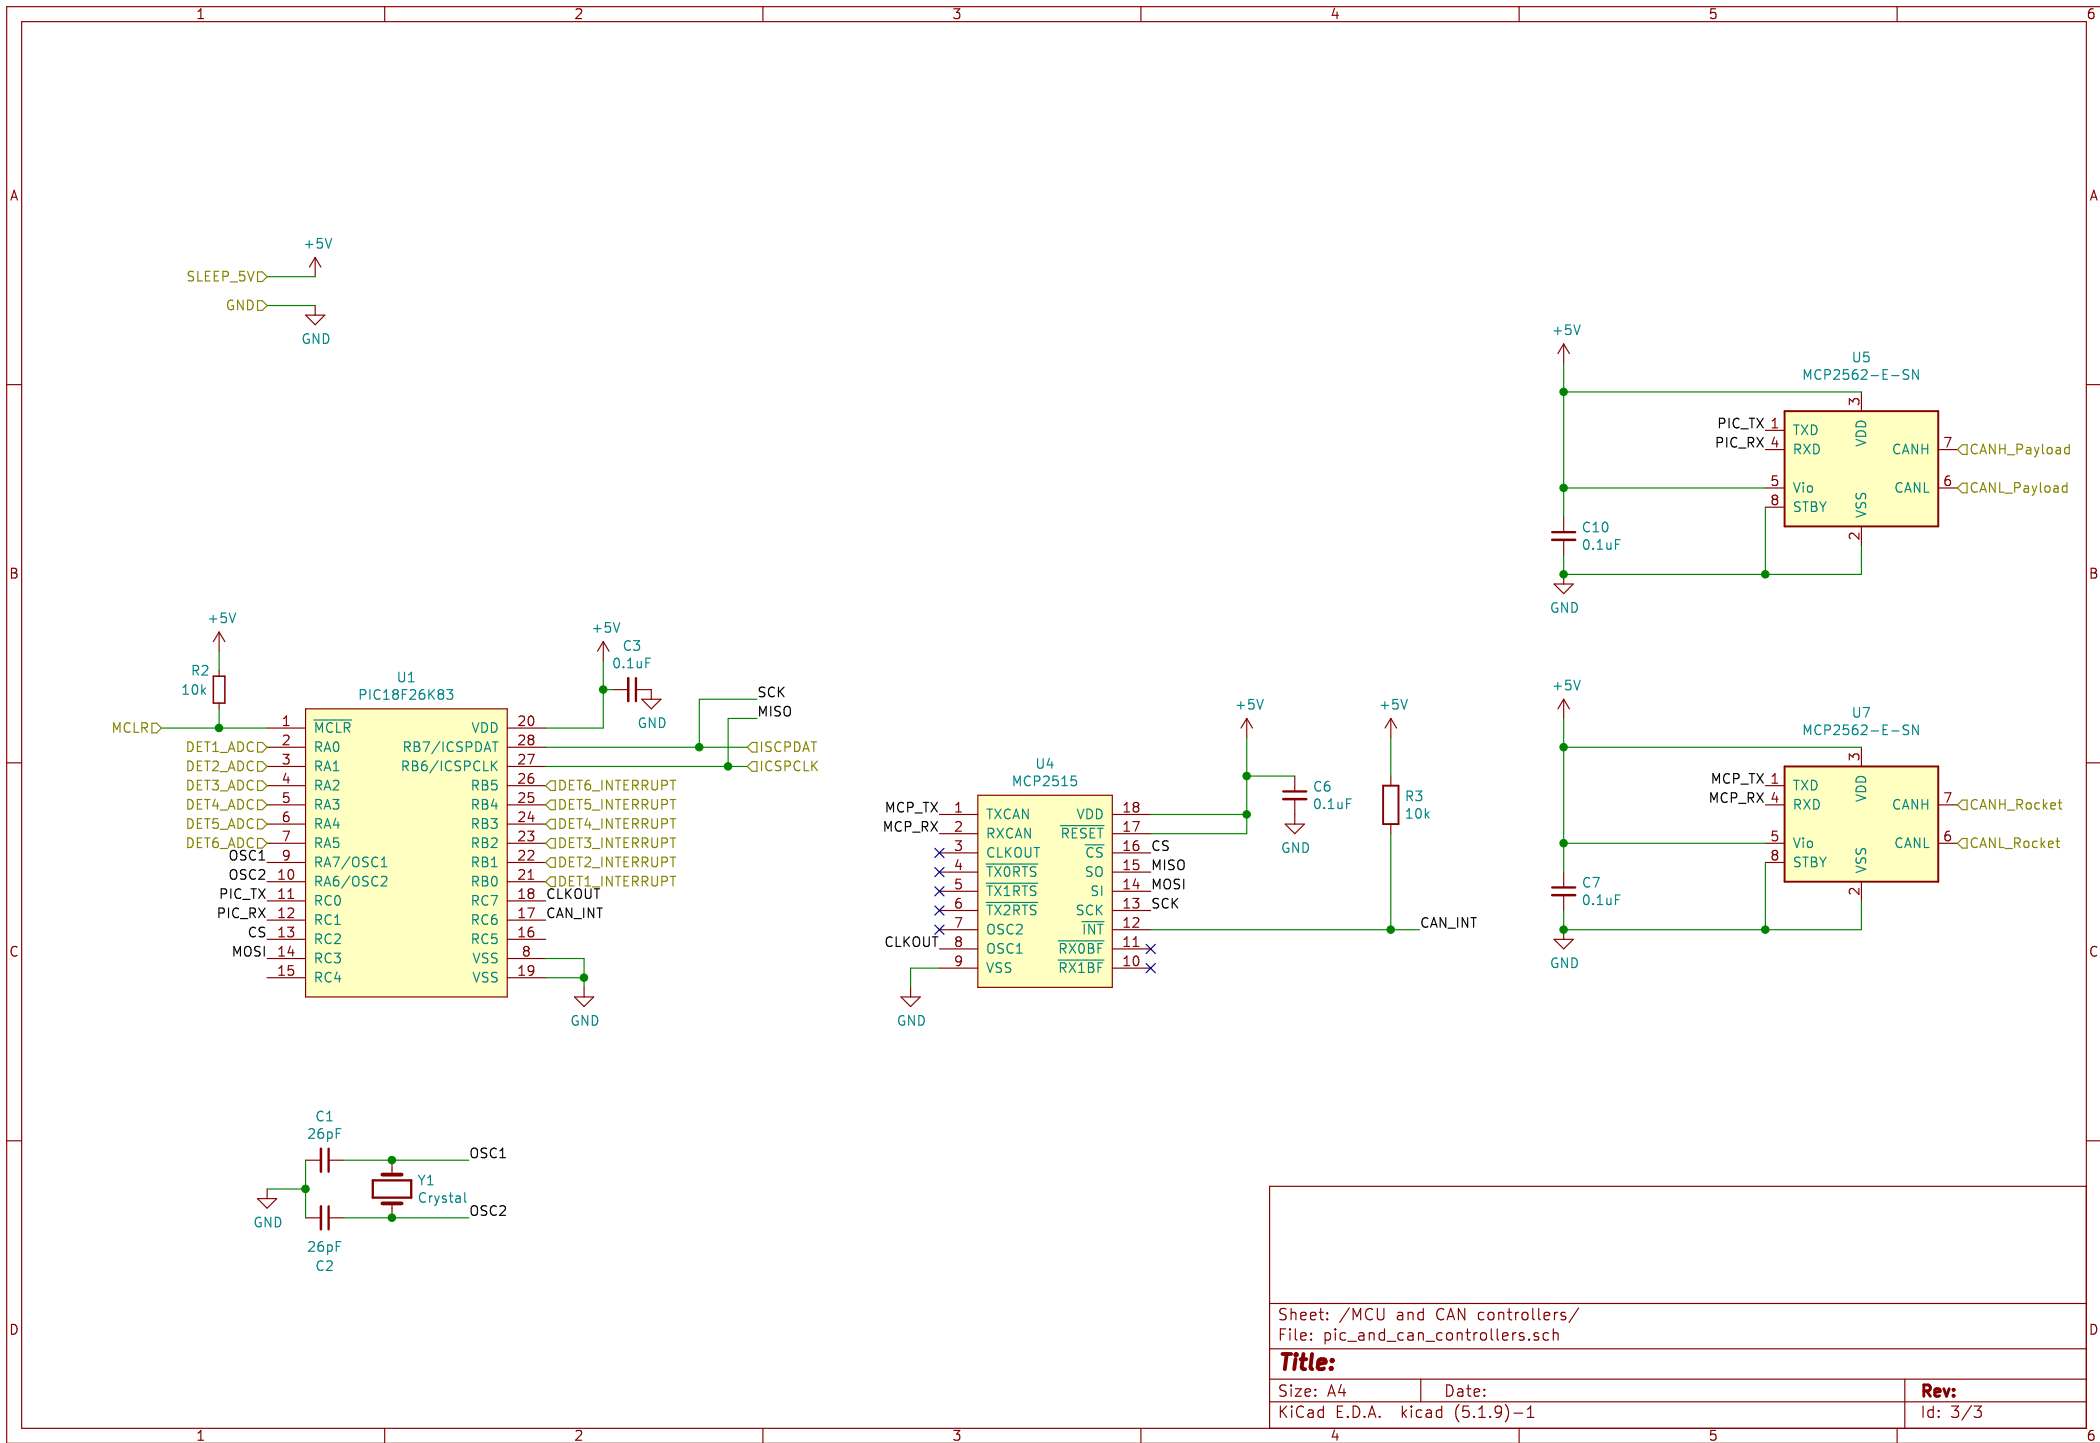 1 2 3 4 5 6
A A
+5V
SLEEP_5V
GND
GND
+5V
U5
MCP2562-E-SN
3
PIC_TX 1 TXD VDD
PIC_RX 4 RXD CANH 7 CANH_Payload
5 Vio CANL 6 CANL_Payload
8 STBY VSS
2
C10
0.1uF
GND
B B
+5V
R2
10k
U1
PIC18F26K83
+5V
C3
0.1uF
GND
SCK
MISO
MCLR 1 MCLR VDD 20
DET1_ADC 2 RA0 RB7/ICSPDAT 28 ISCPDAT
DET2_ADC 3 RA1 RB6/ICSPCLK 27 ICSPCLK
DET3_ADC 4 RA2 RB5 26 DET6_INTERRUPT
DET4_ADC 5 RA3 RB4 25 DET5_INTERRUPT
DET5_ADC 6 RA4 RB3 24 DET4_INTERRUPT
DET6_ADC 7 RA5 RB2 23 DET3_INTERRUPT
OSC1 9 RA7/OSC1 RB1 22 DET2_INTERRUPT
OSC2 10 RA6/OSC2 RB0 21 DET1_INTERRUPT
PIC_TX 11 RC0 RC7 18 CLKOUT
PIC_RX 12 RC1 RC6 17 CAN_INT
CS 13 RC2 RC5 16
MOSI 14 RC3 VSS 8
15 RC4 VSS 19
GND
U4
MCP2515
+5V
C6
0.1uF
GND
+5V
R3
10k
MCP_TX 1 TXCAN VDD 18
MCP_RX 2 RXCAN RESET 17
3 CLKOUT CS 16 CS
4 TX0RTS SO 15 MISO
5 TX1RTS SI 14 MOSI
6 TX2RTS SCK 13 SCK
7 OSC2 INT 12 CAN_INT
CLKOUT 8 OSC1 RX0BF 11
9 VSS RX1BF 10
GND
+5V
U7
MCP2562-E-SN
3
MCP_TX 1 TXD VDD
MCP_RX 4 RXD CANH 7 CANH_Rocket
5 Vio CANL 6 CANL_Rocket
8 STBY VSS
2
C7
0.1uF
GND
C C
C1
26pF
OSC1
Y1
Crystal
GND
OSC2
26pF
C2
D D
Sheet: /MCU and CAN controllers/
File: pic_and_can_controllers.sch
Title:
Size: A4 Date: Rev:
KiCad E.D.A. kicad (5.1.9)-1 Id: 3/3
1 2 3 4 5 6